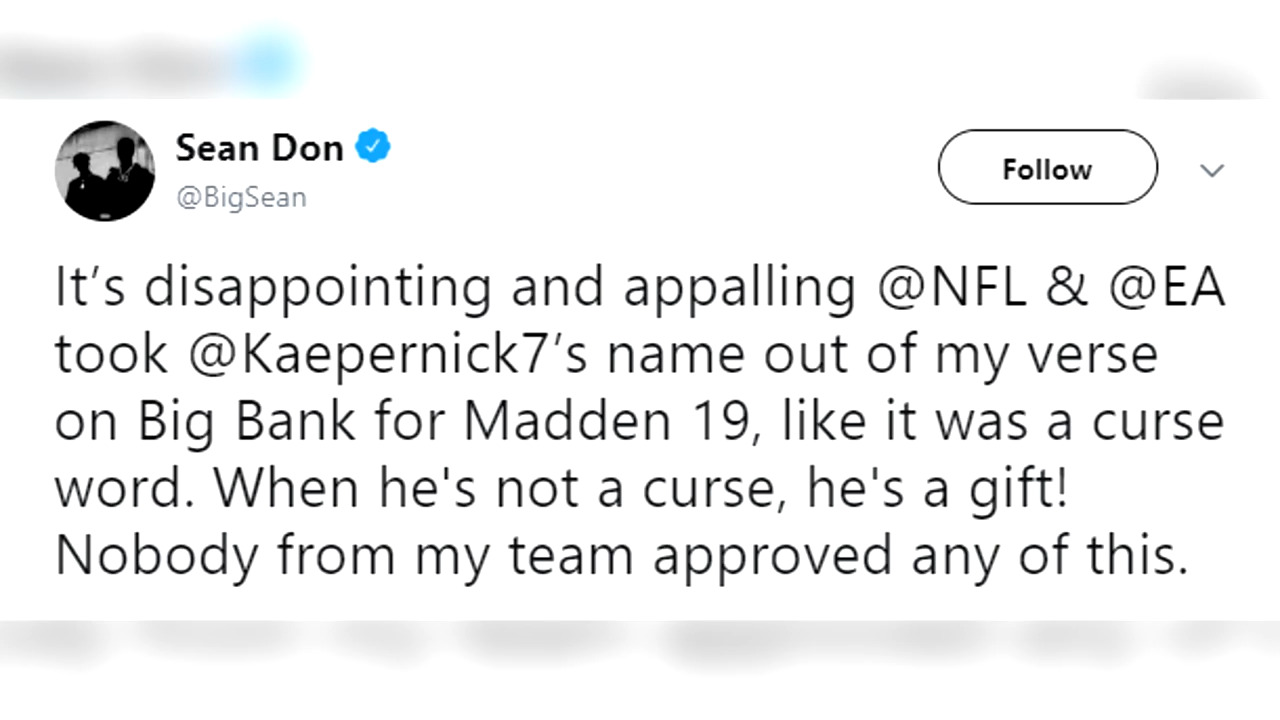 Sean Don
@BigSean
Follow
It’s disappointing and appalling @NFL & @EA
took @Kaepernick7’s name out of my verse
on Big Bank for Madden 19, like it was a curse
word. When he's not a curse, he's a gift!
Nobody from my team approved any of this.